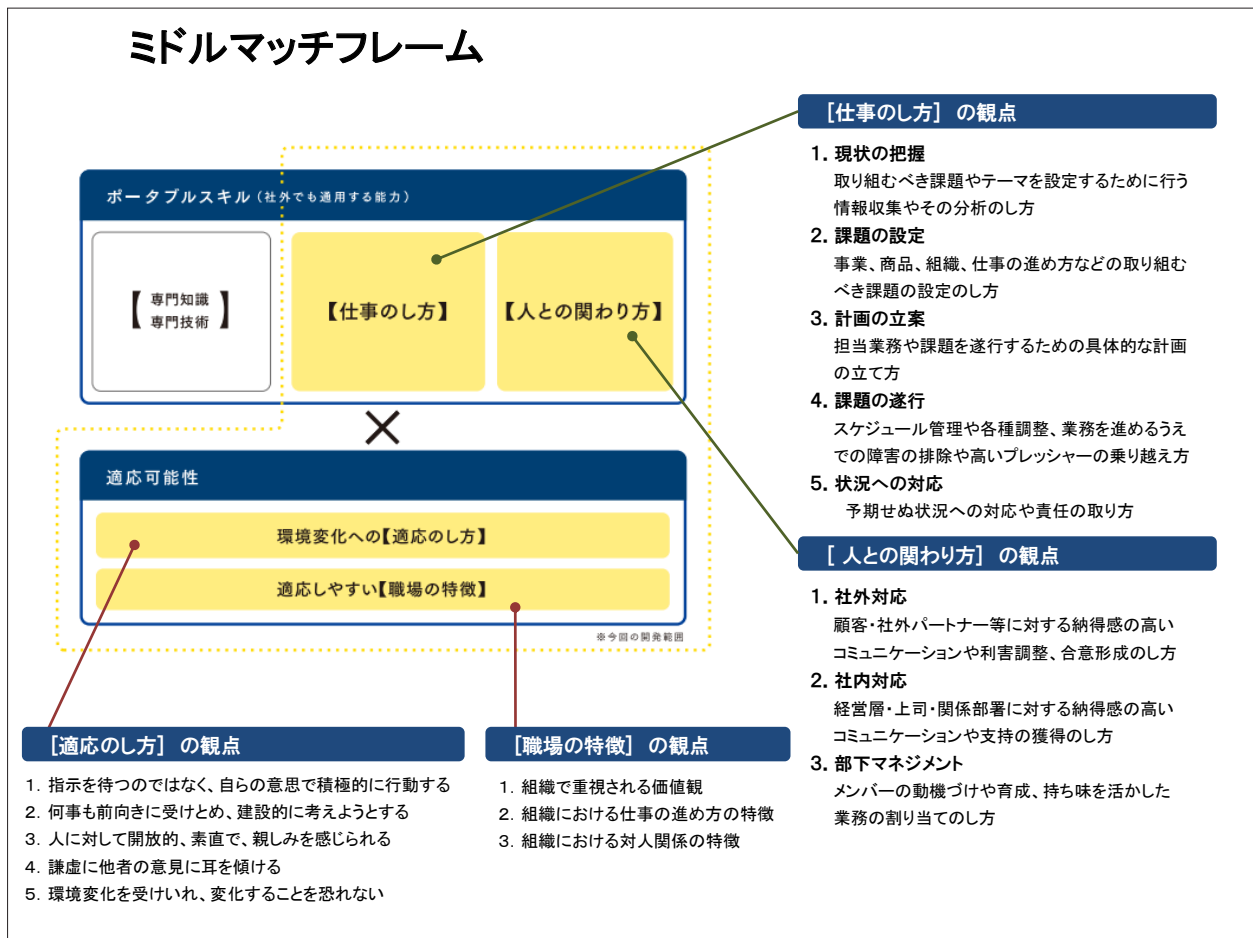 ミドルマッチフレーム
ポータブルスキル(社外でも通用する能力)
【専門知識
専門技術】
【仕事のし方】
【人との関わり方】
×
適応可能性
環境変化への【適応のし方】
適応しやすい【職場の特徴】
※今回の開発範囲
[仕事のし方] の観点
1. 現状の把握
取り組むべき課題やテーマを設定するために行う
情報収集やその分析のし方
2. 課題の設定
事業、商品、組織、仕事の進め方などの取り組む
べき課題の設定のし方
3. 計画の立案
担当業務や課題を遂行するための具体的な計画
の立て方
4. 課題の遂行
スケジュール管理や各種調整、業務を進めるうえ
での障害の排除や高いプレッシャーの乗り越え方
5. 状況への対応
予期せぬ状況への対応や責任の取り方
[ 人との関わり方] の観点
1. 社外対応
顧客・社外パートナー等に対する納得感の高い
コミュニケーションや利害調整、合意形成のし方
2. 社内対応
経営層・上司・関係部署に対する納得感の高い
コミュニケーションや支持の獲得のし方
3. 部下マネジメント
メンバーの動機づけや育成、持ち味を活かした
業務の割り当てのし方
[適応のし方] の観点
1. 指示を待つのではなく、自らの意思で積極的に行動する
2. 何事も前向きに受けとめ、建設的に考えようとする
3. 人に対して開放的、素直で、親しみを感じられる
4. 謙虚に他者の意見に耳を傾ける
5. 環境変化を受けいれ、変化することを恐れない
[職場の特徴] の観点
1. 組織で重視される価値観
2. 組織における仕事の進め方の特徴
3. 組織における対人関係の特徴